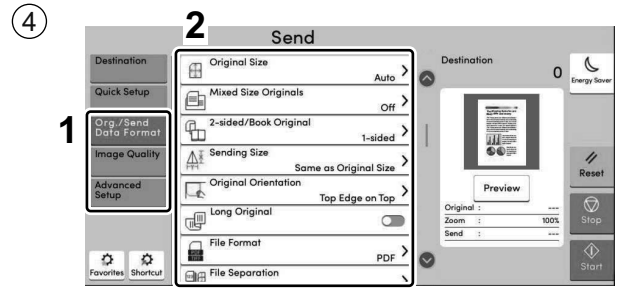 4
2
Send
1
Destination
Quick Setup
Org./Send
Data Format
Image Quality
Advanced
Setup
Favorites
Shortcut
Original Size
Auto
Mixed Size Originals
Off
2-sided/Book Original
1-sided
Sending Size
Same as Original Size
Original Orientation
Top Edge on Top
Long Original
File Format
PDF
File Separation
Destination
0
Preview
Original : ---
Zoom : 100%
Send : ---
Energy Saver
Reset
Stop
Start